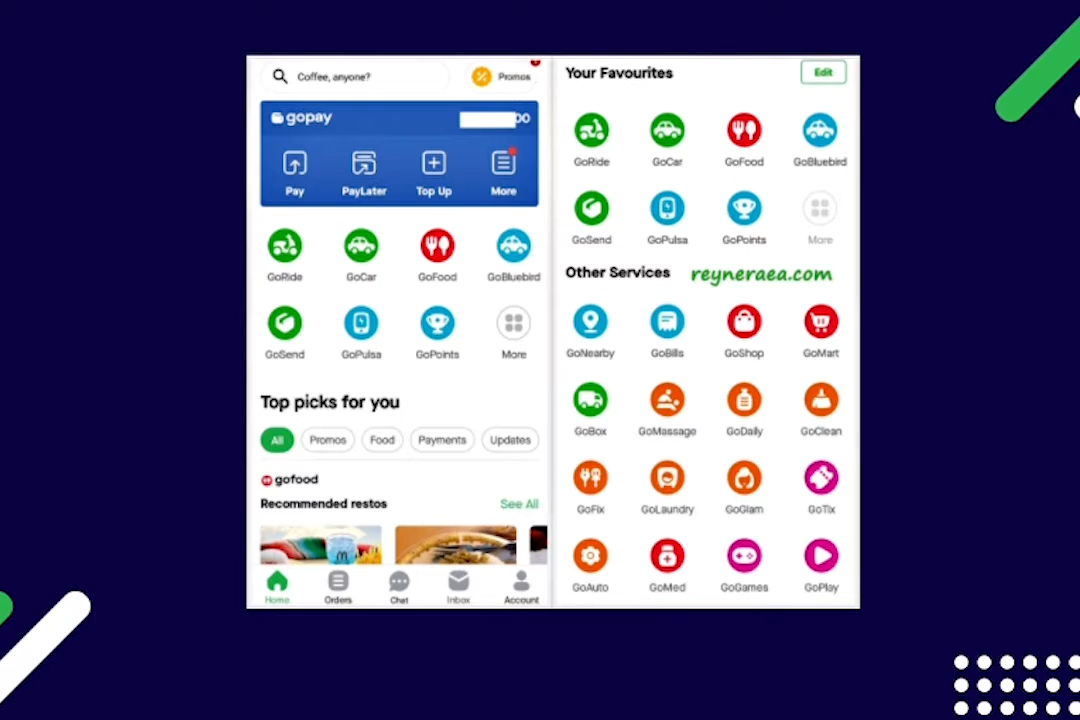 Coffee, anyone?
Promos
gopay
00
Pay
PayLater
Top Up
More
GoRide
GoCar
GoFood
GoBluebird
GoSend
GoPulsa
GoPoints
More
Top picks for you
All
Promos
Food
Payments
Updates
gofood
Recommended restos
See All
Home
Orders
Chat
Inbox
Account
Your Favourites
Edit
GoRide
GoCar
GoFood
GoBluebird
GoSend
GoPulsa
GoPoints
More
Other Services
reyneraea.com
GoNearby
GoBills
GoShop
GoMart
GoBox
GoMassage
GoDaily
GoClean
GoFix
GoLaundry
GoGlam
GoTix
GoAuto
GoMed
GoGames
GoPlay